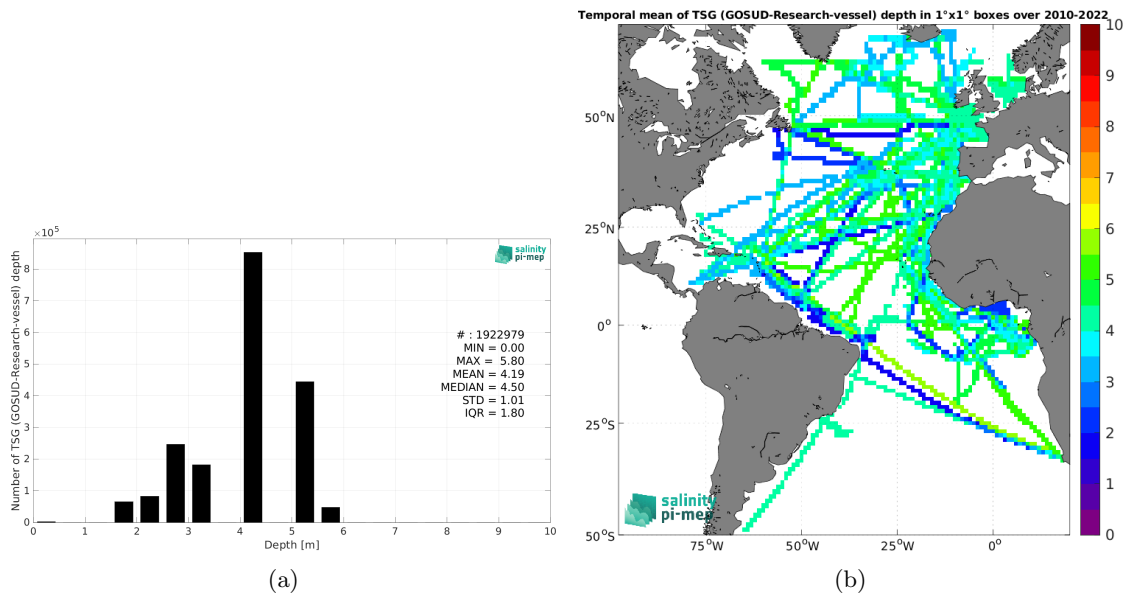 ×10⁵
8
7
6
5
4
3
2
1
0
Number of TSG (GOSUD-Research-vessel) depth
salinity
pi-mep
# : 1922979
MIN = 0.00
MAX = 5.80
MEAN = 4.19
MEDIAN = 4.50
STD = 1.01
IQR = 1.80
0 1 2 3 4 5 6 7 8 9 10
Depth [m]
(a)
Temporal mean of TSG (GOSUD-Research-vessel) depth in 1°x1° boxes over 2010-2022
50°N
25°N
0°
25°S
50°S
75°W 50°W 25°W 0°
salinity
pi-mep
10
9
8
7
6
5
4
3
2
1
0
(b)